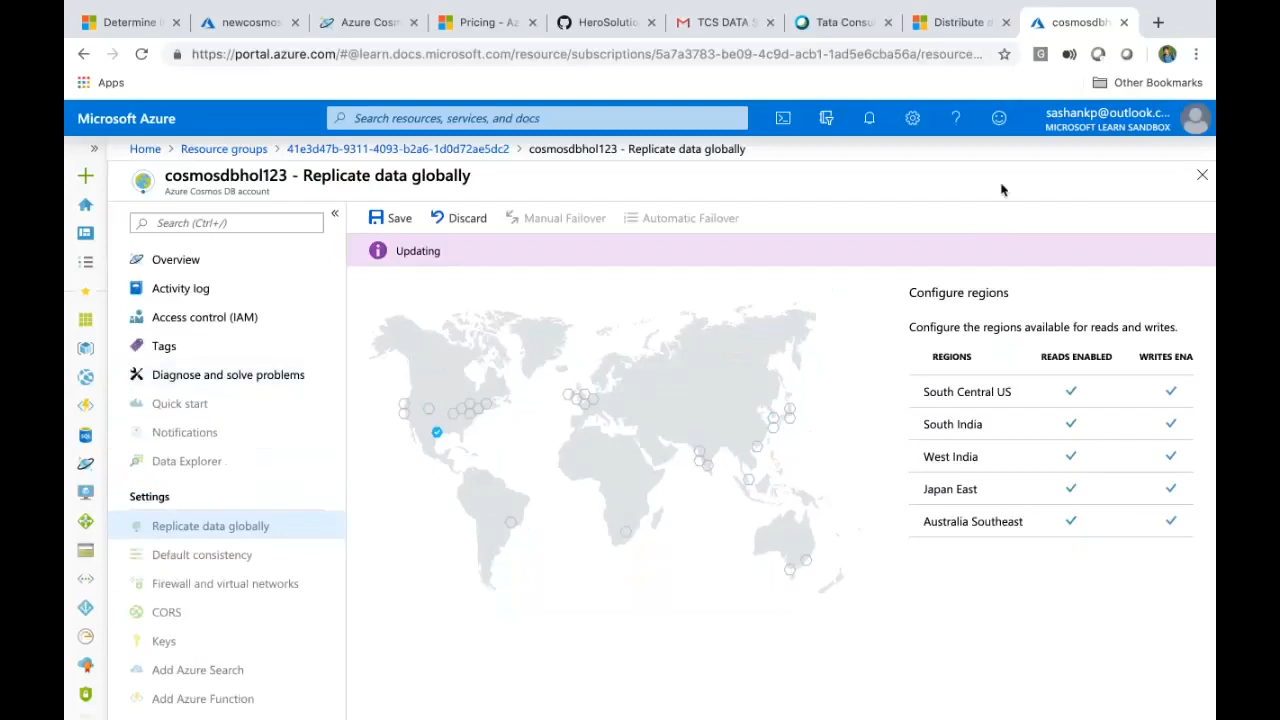 Determine
newcosmos
Azure Cosm
Pricing - Az
HeroSolutio
TCS DATA S
Tata Consul
Distribute
cosmosdbh
https://portal.azure.com/#@learn.docs.microsoft.com/resource/subscriptions/5a7a3783-be09-4c9d-acb1-1ad5e6cba56a/resource...
Apps
Other Bookmarks
Microsoft Azure
Search resources, services, and docs
sashankp@outlook.c...
MICROSOFT LEARN SANDBOX
Home > Resource groups > 41e3d47b-9311-4093-b2a6-1d0d72ae5dc2 > cosmosdbhol123 - Replicate data globally
cosmosdbhol123 - Replicate data globally
Azure Cosmos DB account
Search (Ctrl+/)
Save
Discard
Manual Failover
Automatic Failover
Updating
Overview
Activity log
Access control (IAM)
Tags
Diagnose and solve problems
Quick start
Notifications
Data Explorer
Settings
Replicate data globally
Default consistency
Firewall and virtual networks
CORS
Keys
Add Azure Search
Add Azure Function
Configure regions
Configure the regions available for reads and writes.
REGIONS READS ENABLED WRITES ENA
South Central US
South India
West India
Japan East
Australia Southeast